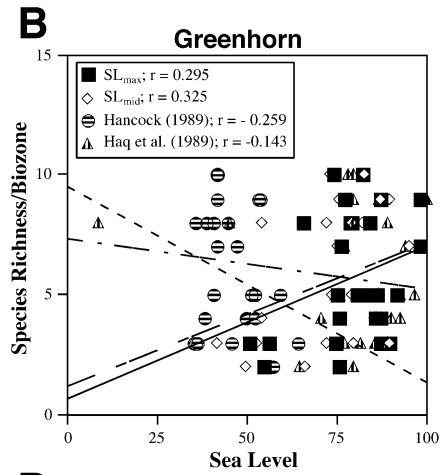 B
Greenhorn
15
SLmax; r = 0.295
SLmid; r = 0.325
Hancock (1989); r = - 0.259
Haq et al. (1989); r = -0.143
10
5
0
Species Richness/Biozone
0 25 50 75 100
Sea Level